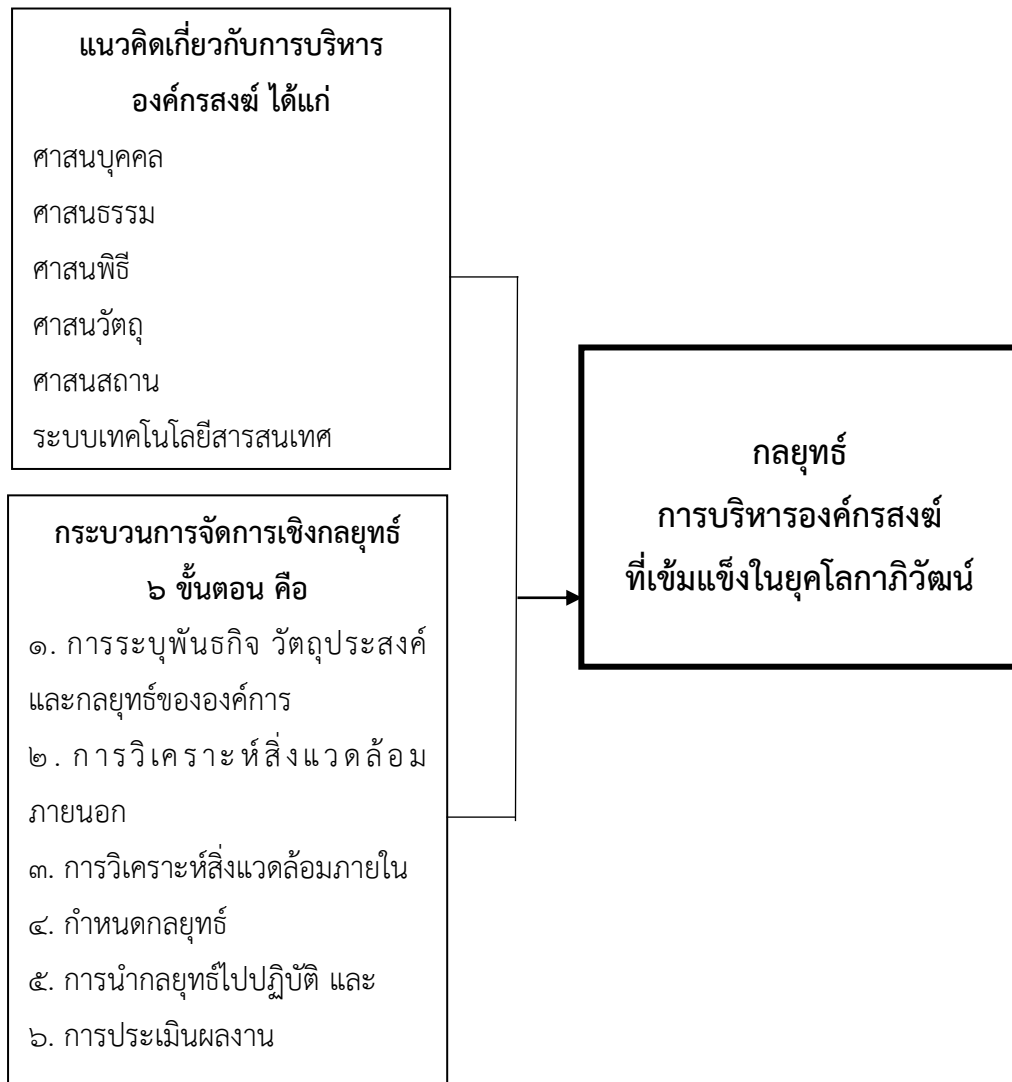 แนวคิดเกี่ยวกับการบริหาร
องค์กรสงฆ์ ได้แก่
ศาสนบุคคล
ศาสนธรรม
ศาสนพิธี
ศาสนวัตถุ
ศาสนสถาน
ระบบเทคโนโลยีสารสนเทศ
กระบวนการจัดการเชิงกลยุทธ์
๖ ขั้นตอน คือ
๑. การระบุพันธกิจ วัตถุประสงค์
และกลยุทธ์ขององค์การ
๒. การวิเคราะห์สิ่งแวดล้อม
ภายนอก
๓. การวิเคราะห์สิ่งแวดล้อมภายใน
๔. กำหนดกลยุทธ์
๕. การนำกลยุทธ์ไปปฏิบัติ และ
๖. การประเมินผลงาน
กลยุทธ์
การบริหารองค์กรสงฆ์
ที่เข้มแข็งในยุคโลกาภิวัฒน์